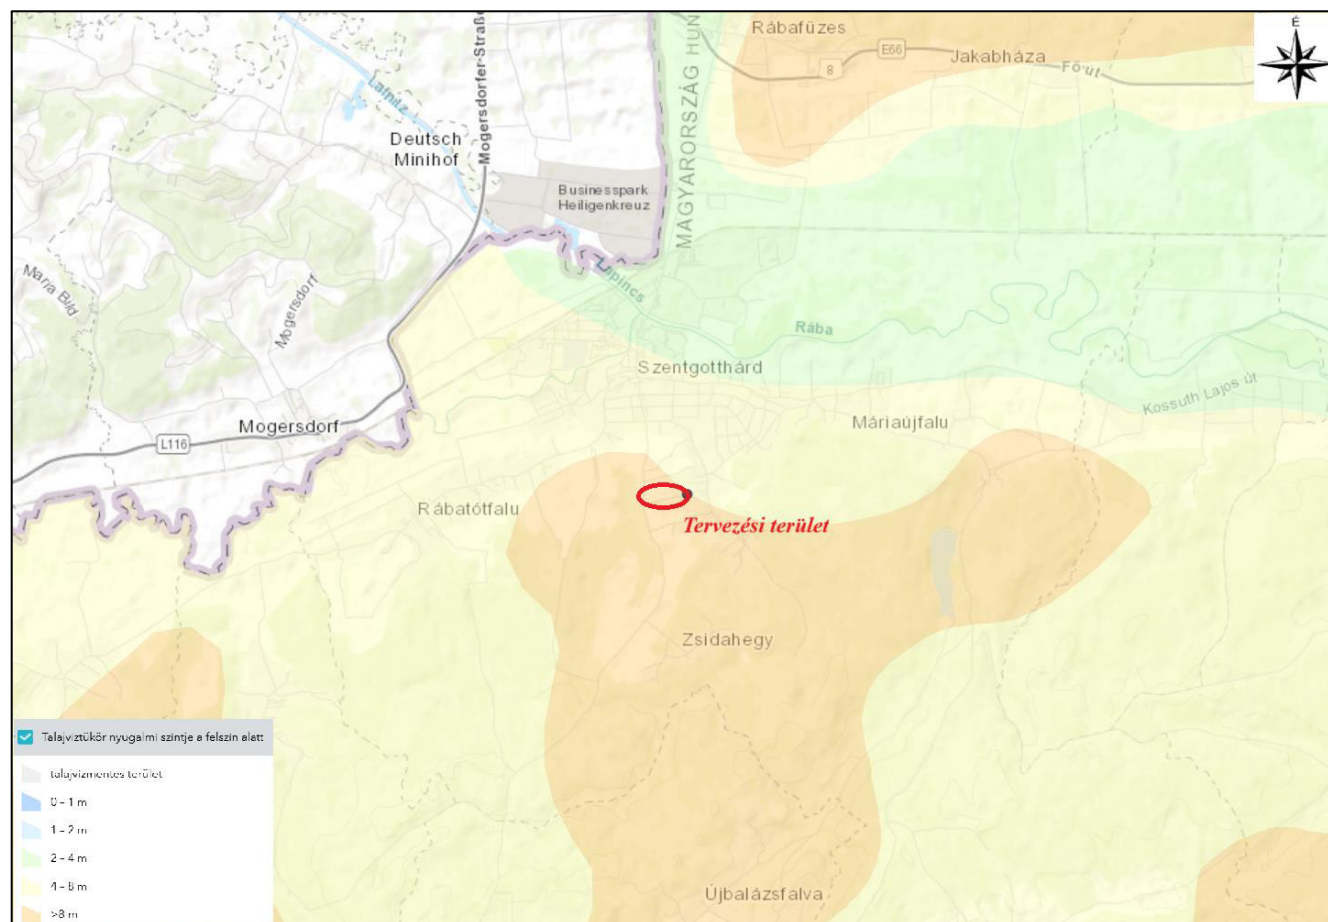 É
Rábafüzes
E66
8
Jakabháza
Fő út
MAGYARORSZÁG HUN
Lafnitz
Mogersdorfer-Straße
Deutsch
Minihof
Businesspark
Heiligenkreuz
Maria Bild
Mogersdorf
Lapincs
Rába
Szentgotthárd
Kossuth Lajos út
Máriaújfalu
Mogersdorf
L116
Rábatótfalu
Tervezési terület
Zsidahegy
Újbalázsfalva
Talajvíztükör nyugalmi szintje a felszín alatt
talajvízmentes terület
0 - 1 m
1 - 2 m
2 - 4 m
4 - 8 m
>8 m